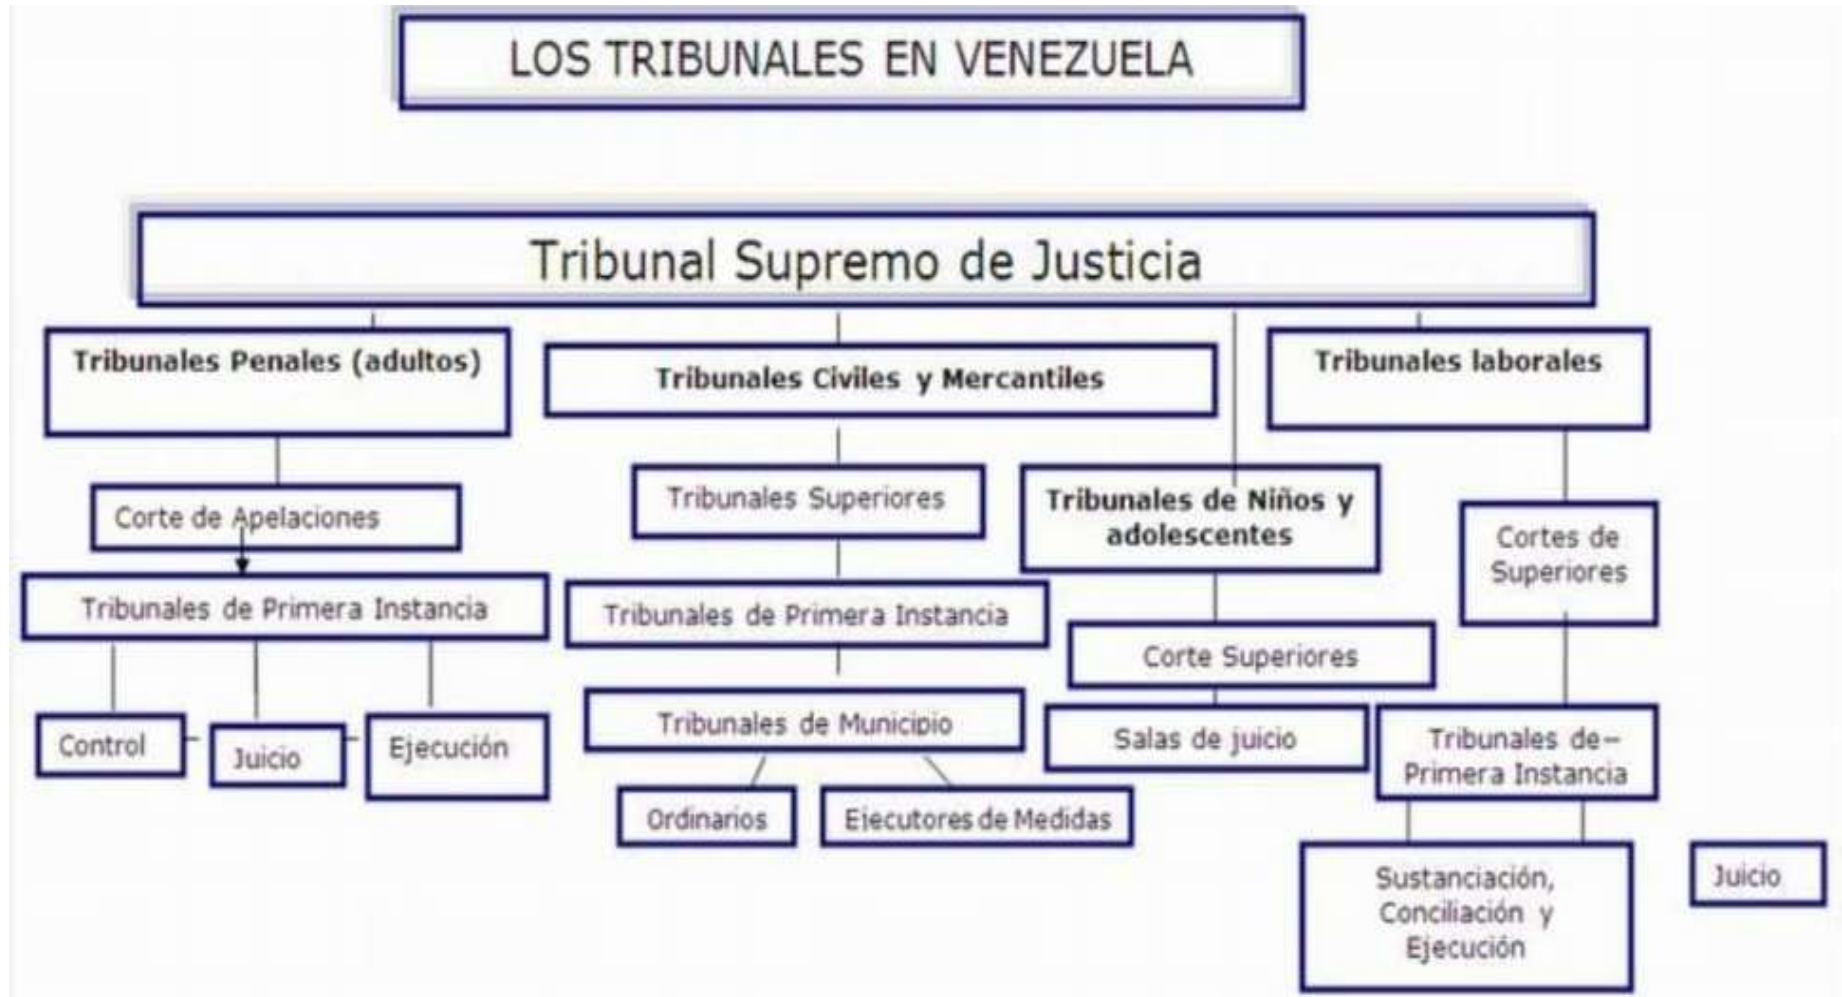 LOS TRIBUNALES EN VENEZUELA
Tribunal Supremo de Justicia
Tribunales Penales (adultos)
Corte de Apelaciones
Tribunales de Primera Instancia
Control
Juicio
Ejecución
Tribunales Civiles y Mercantiles
Tribunales Superiores
Tribunales de Primera Instancia
Tribunales de Municipio
Ordinarios
Ejecutores de Medidas
Tribunales de Niños y
adolescentes
Corte Superiores
Salas de juicio
Tribunales laborales
Cortes de
Superiores
Tribunales de–
Primera Instancia
Sustanciación,
Conciliación y
Ejecución
Juicio